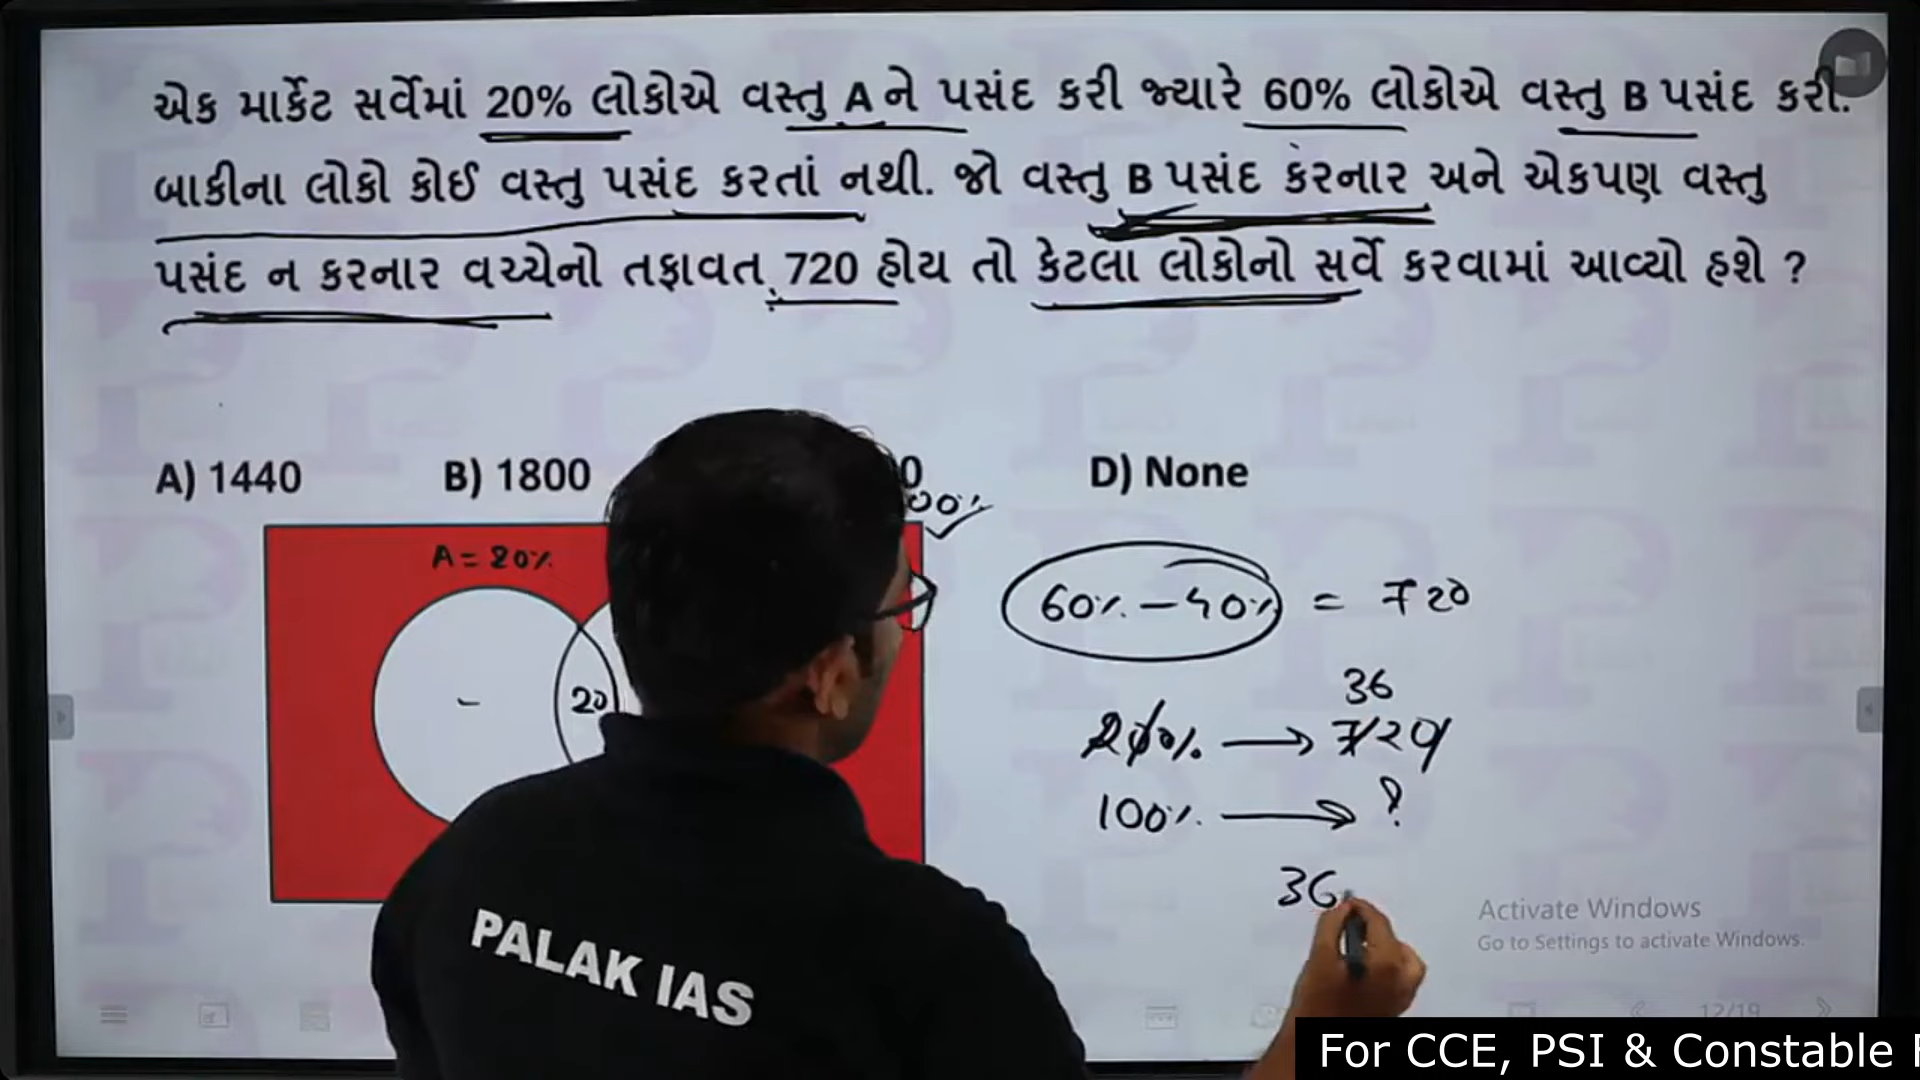 એક માર્કેટ સર્વેમાં 20% લોકોએ વસ્તુ A ને પસંદ કરી જ્યારે 60% લોકોએ વસ્તુ B પસંદ કરી.
બાકીના લોકો કોઈ વસ્તુ પસંદ કરતાં નથી. જો વસ્તુ B પસંદ કરનાર અને એકપણ વસ્તુ
પસંદ ન કરનાર વચ્ચેનો તફાવત 720 હોય તો કેટલા લોકોનો સર્વે કરવામાં આવ્યો હશે ?
A) 1440 B) 1800 D) None
A = 20%
20
60% - 40% = 720
36
20% → 720
100% → ?
36
PALAK IAS
Activate Windows
Go to Settings to activate Windows.
12/19
For CCE, PSI & Constable